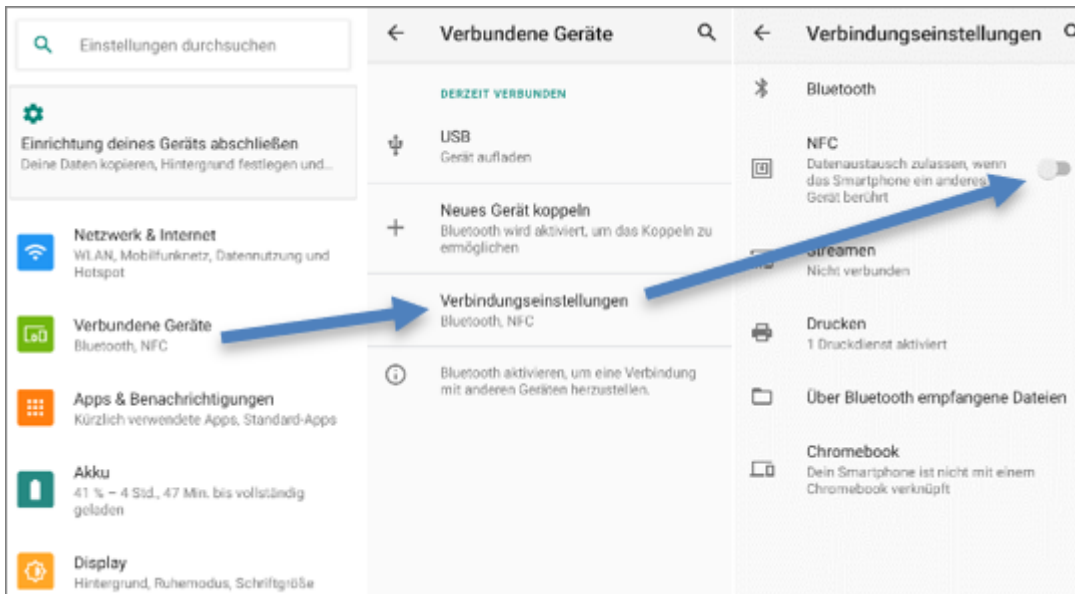 Einstellungen durchsuchen
Einrichtung deines Geräts abschließen
Deine Daten kopieren, Hintergrund festlegen und...
Netzwerk & Internet
WLAN, Mobilfunknetz, Datennutzung und
Hotspot
Verbundene Geräte
Bluetooth, NFC
Apps & Benachrichtigungen
Kürzlich verwendete Apps, Standard-Apps
Akku
41 % – 4 Std., 47 Min. bis vollständig
geladen
Display
Hintergrund, Ruhemodus, Schriftgröße
Verbundene Geräte
DERZEIT VERBUNDEN
USB
Gerät aufladen
Neues Gerät koppeln
Bluetooth wird aktiviert, um das Koppeln zu
ermöglichen
Verbindungseinstellungen
Bluetooth, NFC
Bluetooth aktivieren, um eine Verbindung
mit anderen Geräten herzustellen.
Verbindungseinstellungen
Bluetooth
NFC
Datenaustausch zulassen, wenn
das Smartphone ein anderes
Gerät berührt
Streamen
Nicht verbunden
Drucken
1 Druckdienst aktiviert
Über Bluetooth empfangene Dateien
Chromebook
Dein Smartphone ist nicht mit einem
Chromebook verknüpft